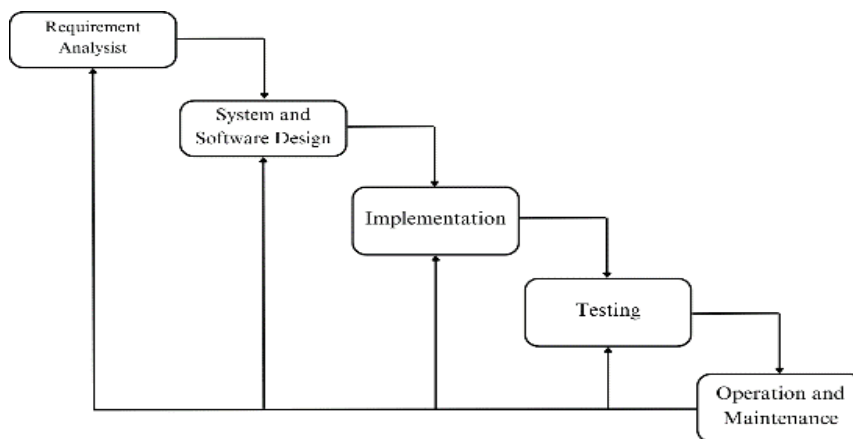 Requirement
Analysist
System and
Software Design
Implementation
Testing
Operation and
Maintenance